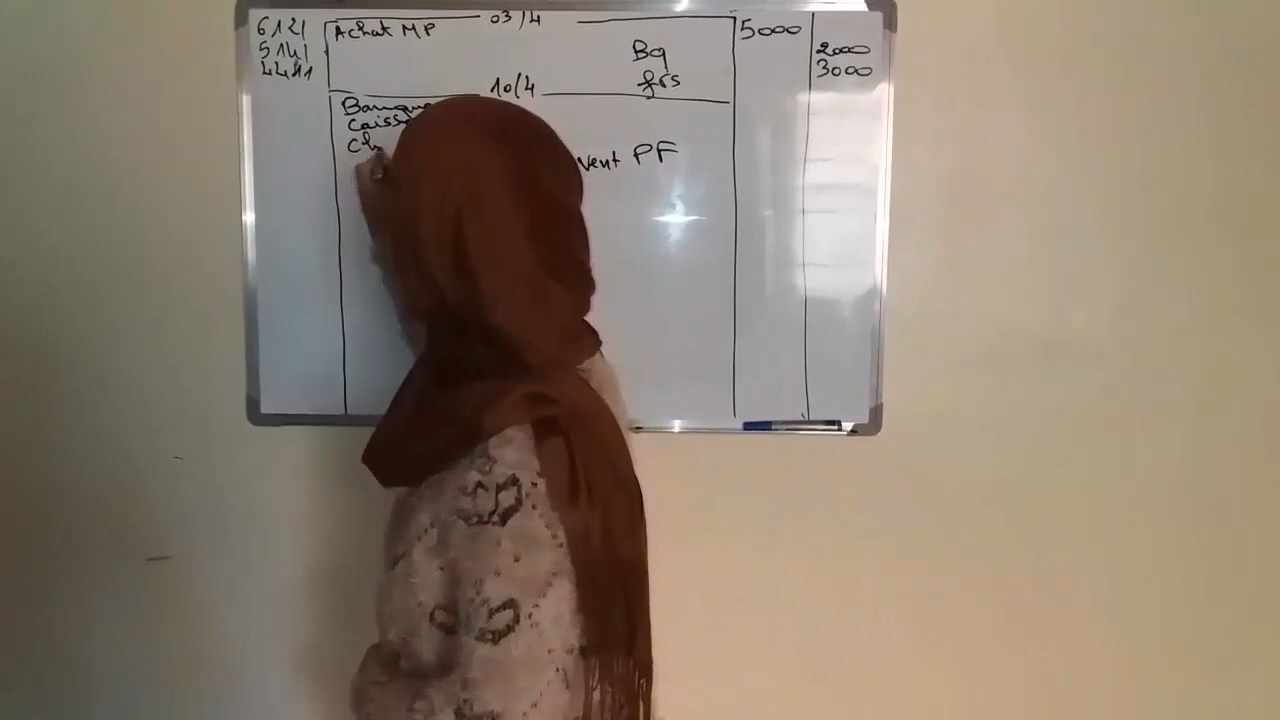 03/4
6121 Achat MP 5000
5141 Bq 2000
4411 frs 3000
10/4
Banque
Caisse
vent PF